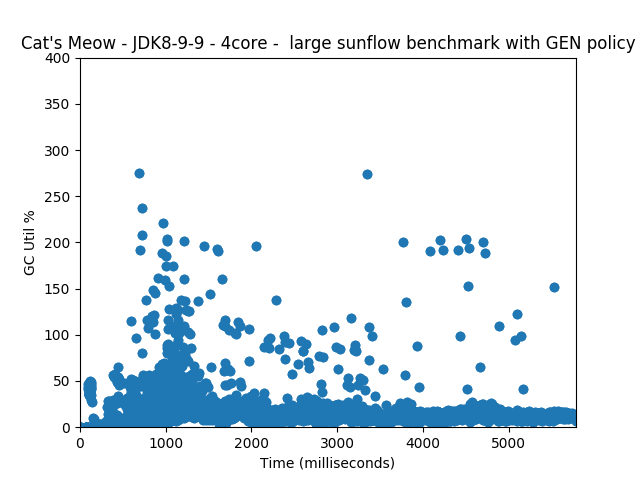 Cat's Meow - JDK8-9-9 - 4core -  large sunflow benchmark with GEN policy
400
350
300
250
200
150
100
50
0
GC Util %
0 1000 2000 3000 4000 5000
Time (milliseconds)